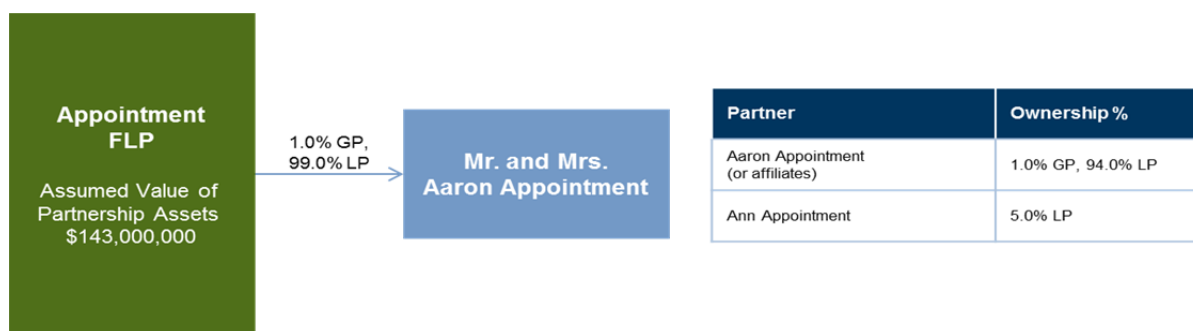 Appointment
FLP
Assumed Value of
Partnership Assets
$143,000,000
1.0% GP,
99.0% LP
Mr. and Mrs.
Aaron Appointment
Partner Ownership %
Aaron Appointment
(or affiliates)
1.0% GP, 94.0% LP
Ann Appointment 5.0% LP